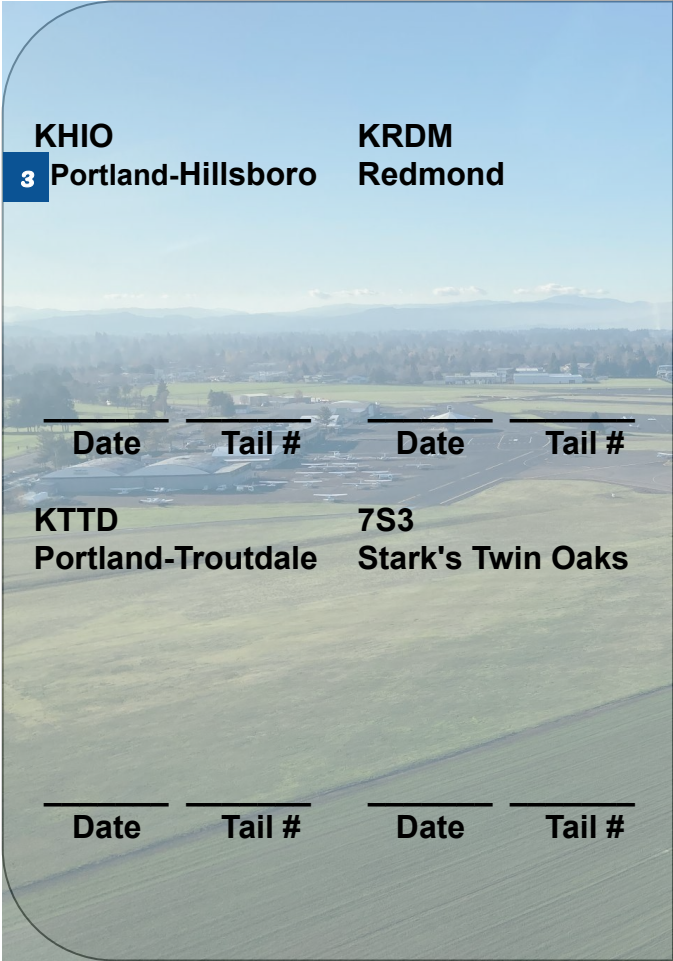 KHIO
Portland-Hillsboro
KRDM
Redmond
3
Date Tail #
Date Tail #
KTTD
Portland-Troutdale
7S3
Stark's Twin Oaks
Date Tail #
Date Tail #